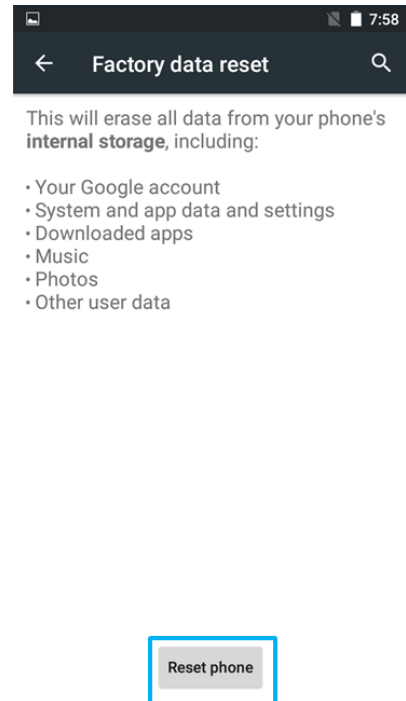 7:58
Factory data reset
This will erase all data from your phone's
internal storage, including:
· Your Google account
· System and app data and settings
· Downloaded apps
· Music
· Photos
· Other user data
Reset phone